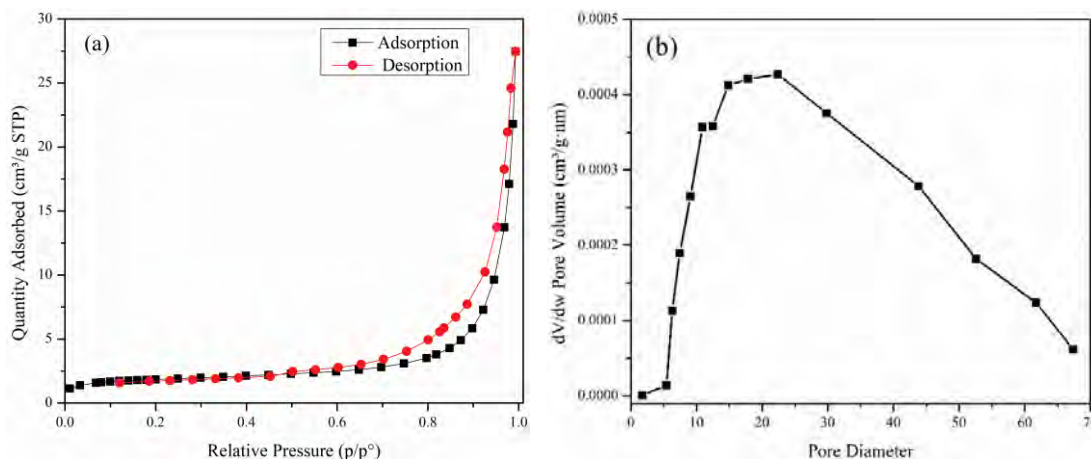 (a)
Adsorption
Desorption
Quantity Adsorbed (cm³/g STP)
30
25
20
15
10
5
0
0.0 0.2 0.4 0.6 0.8 1.0
Relative Pressure (p/p°)
(b)
dV/dw Pore Volume (cm³/g·nm)
0.0005
0.0004
0.0003
0.0002
0.0001
0.0000
0 10 20 30 40 50 60
Pore Diameter